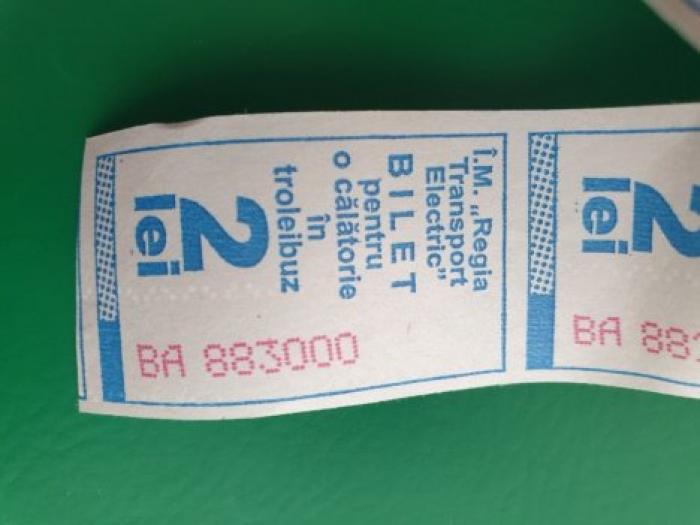 Î.M. „Regia
Transport
Electric”
BILET
pentru
o călătorie
în
troleibuz
2
lei
BA 883000
2
lei
BA 88